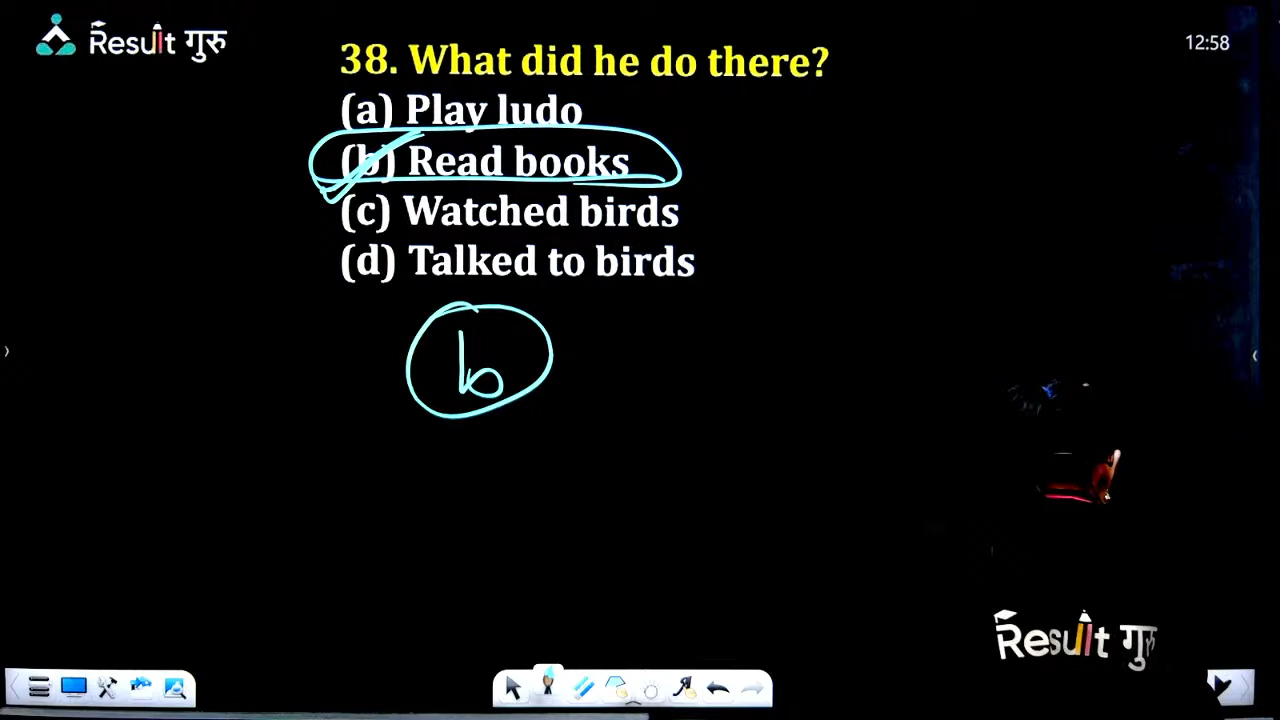 Result गुरु
12:58
38. What did he do there?
(a) Play ludo
(b) Read books
(c) Watched birds
(d) Talked to birds
b
Result गुरु